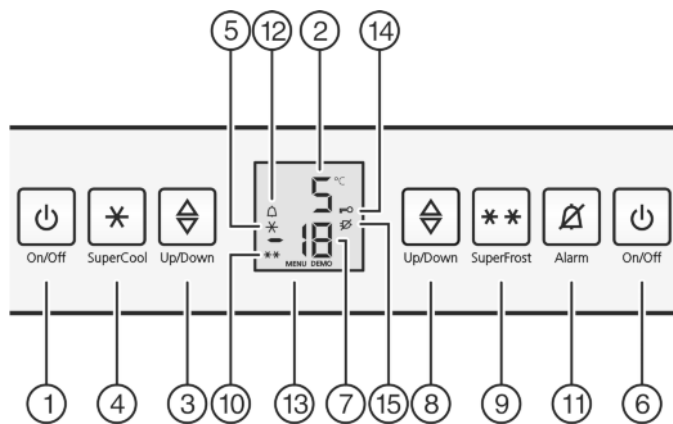 5 12 2 14
5 °C
-18
MENU DEMO
On/Off SuperCool Up/Down Up/Down SuperFrost Alarm On/Off
1 4 3 10 13 7 15 8 9 11 6